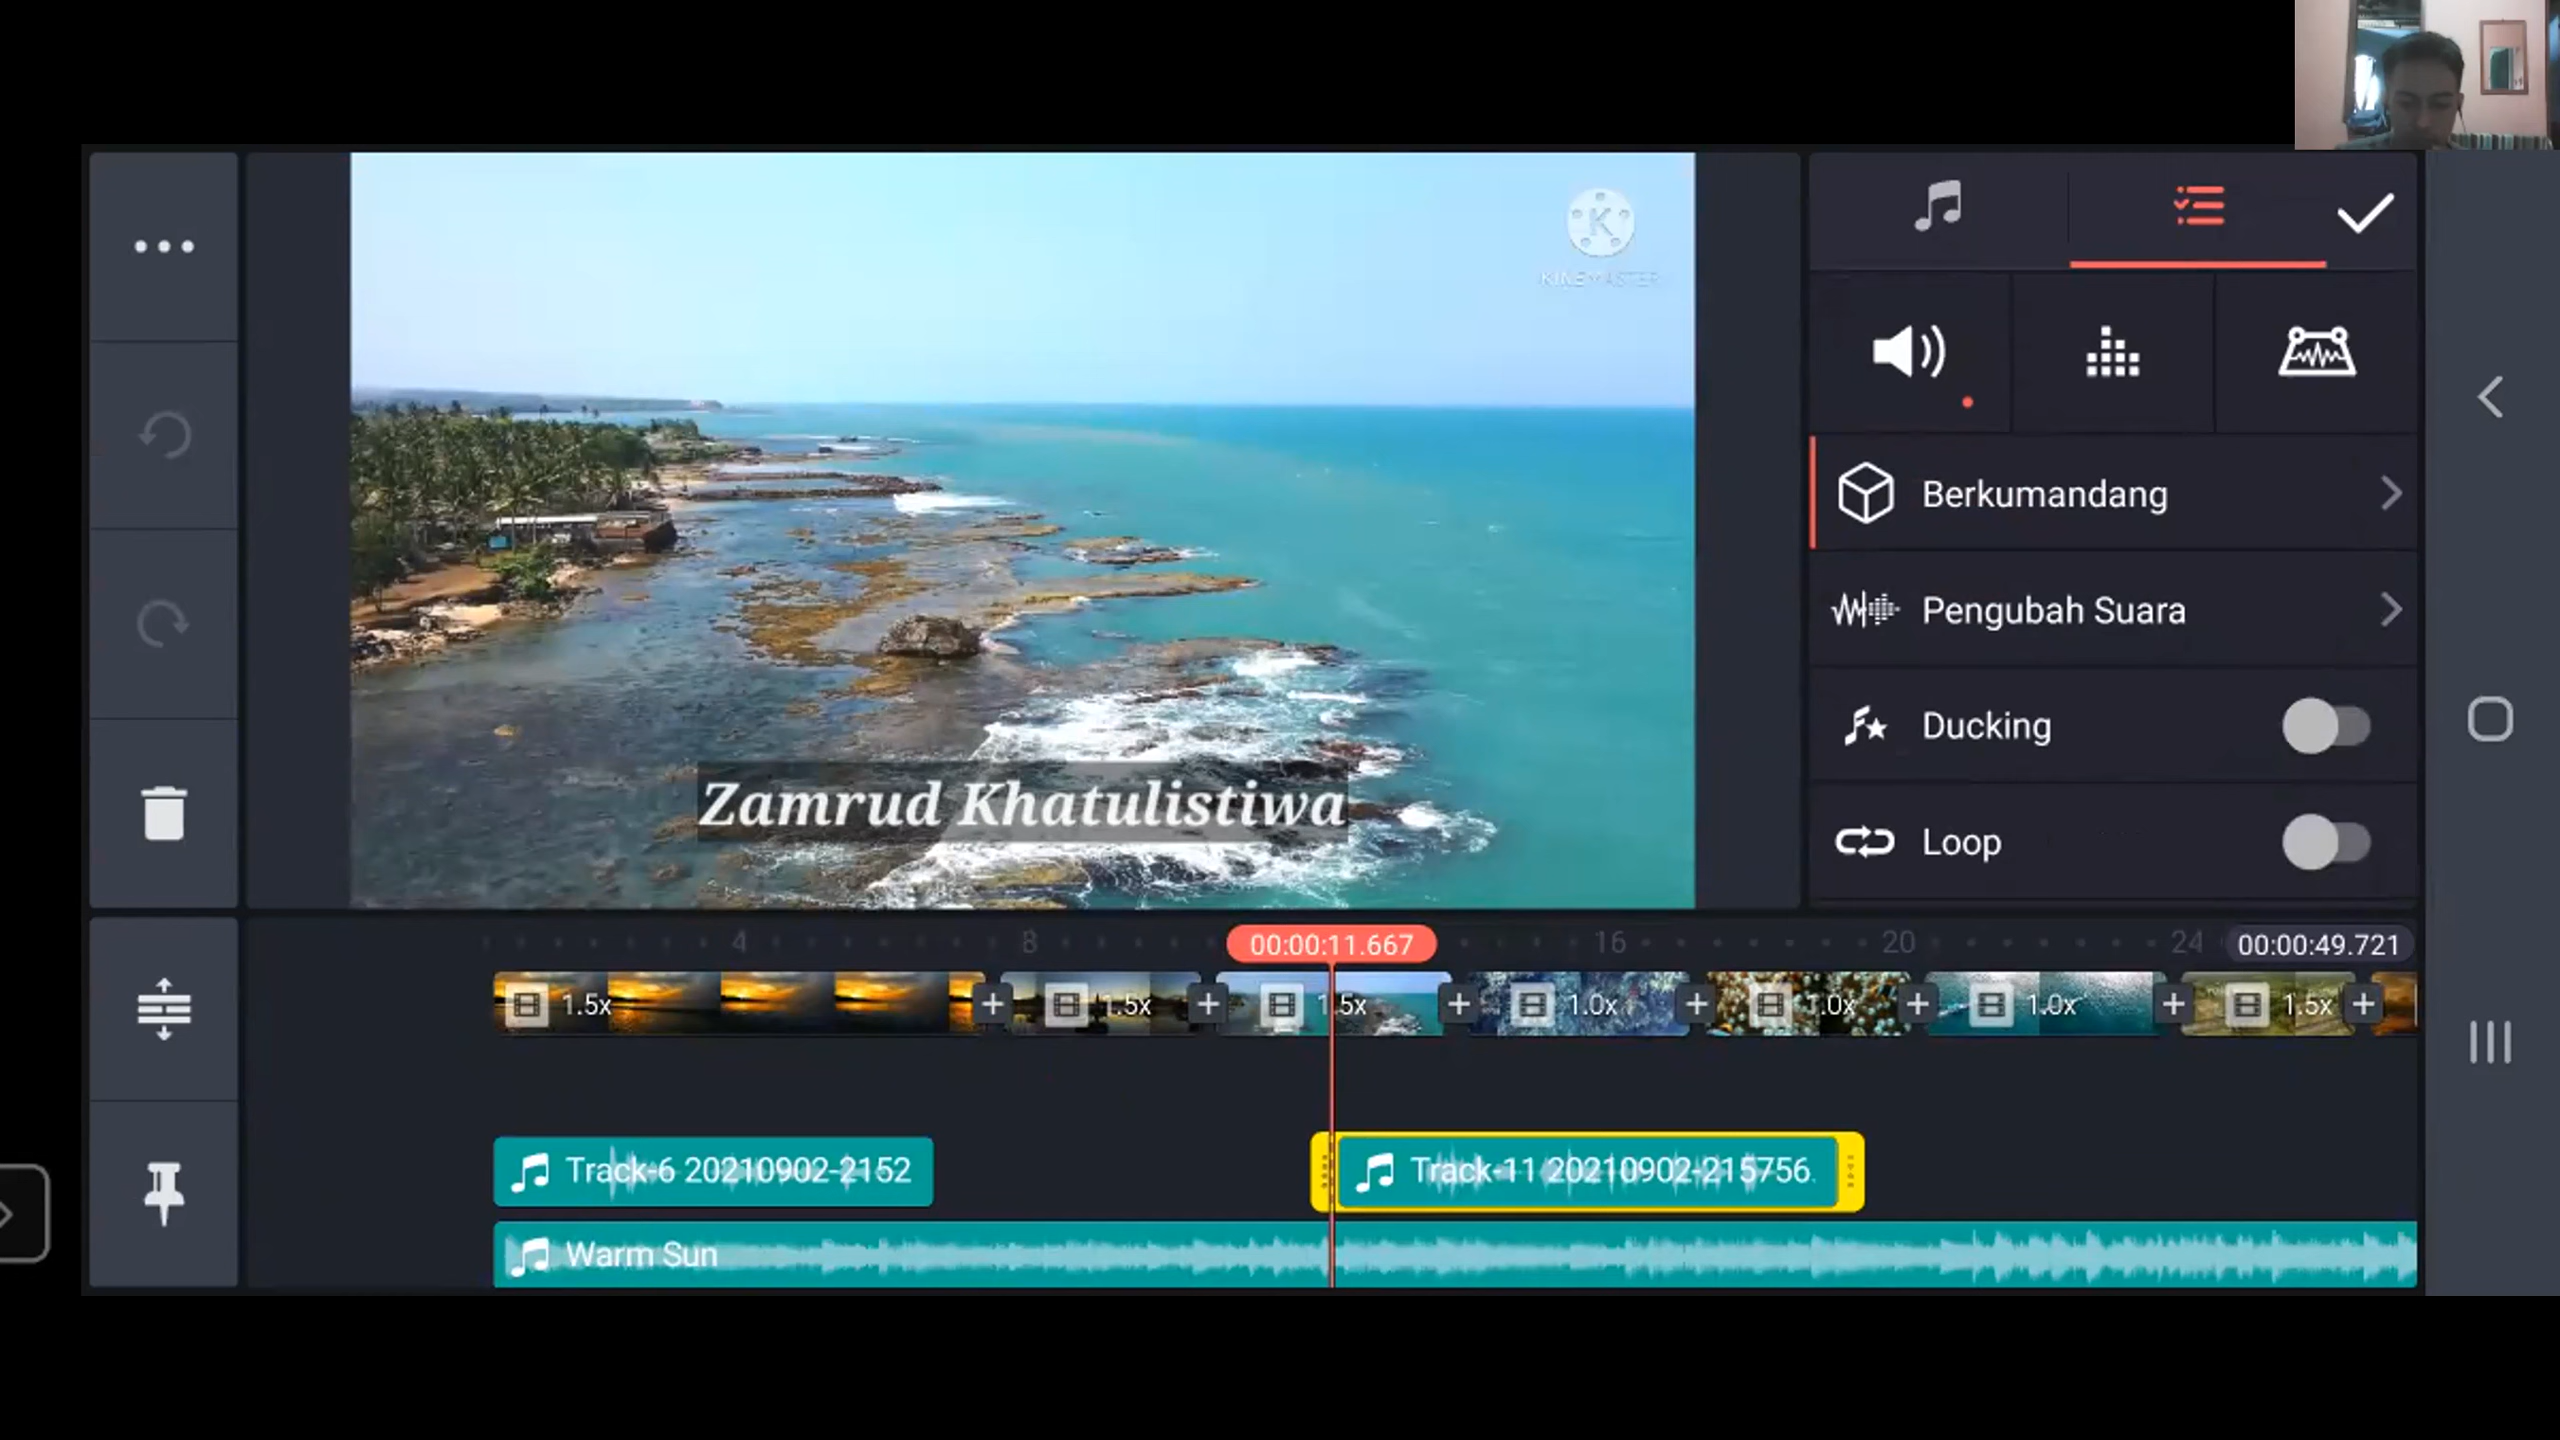 KINEMASTER
Zamrud Khatulistiwa
Berkumandang
Pengubah Suara
Ducking
Loop
4
8
00:00:11.667
16
20
24
00:00:49.721
1.5x
1.5x
1.5x
1.0x
1.0x
1.0x
1.5x
Track-6 20210902-2152
Track-11 20210902-215756.
Warm Sun